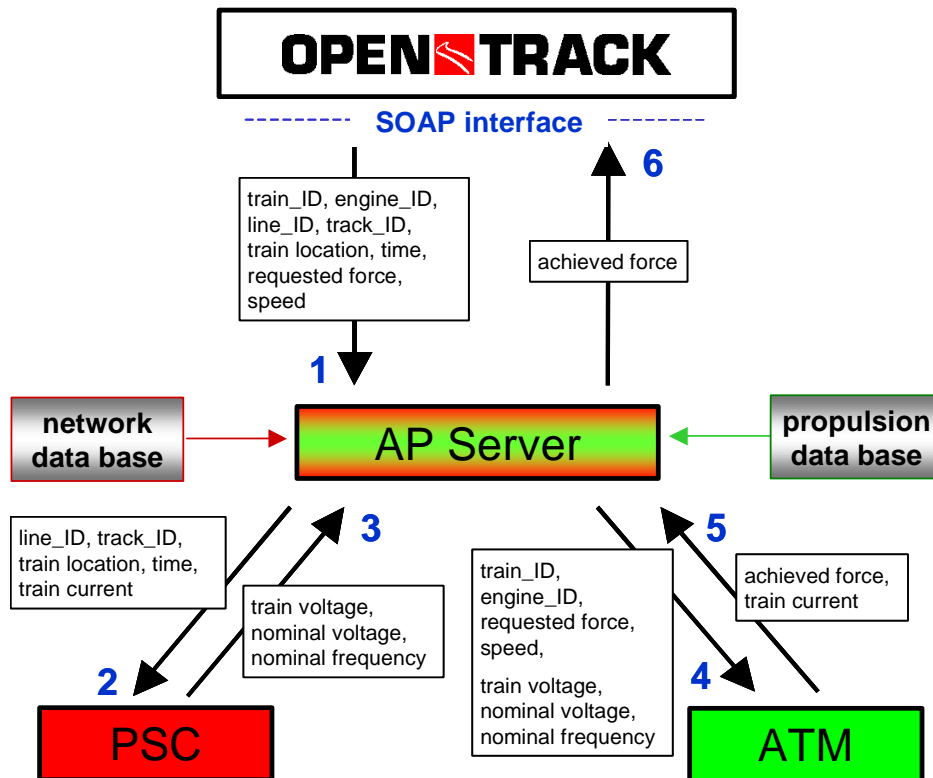 OPEN TRACK
SOAP interface
6
train_ID, engine_ID,
line_ID, track_ID,
train location, time,
requested force,
speed
achieved force
1
network
data base
AP Server
propulsion
data base
line_ID, track_ID,
train location, time,
train current
3
train voltage,
nominal voltage,
nominal frequency
train_ID,
engine_ID,
requested force,
speed,
train voltage,
nominal voltage,
nominal frequency
5
achieved force,
train current
2
4
PSC
ATM